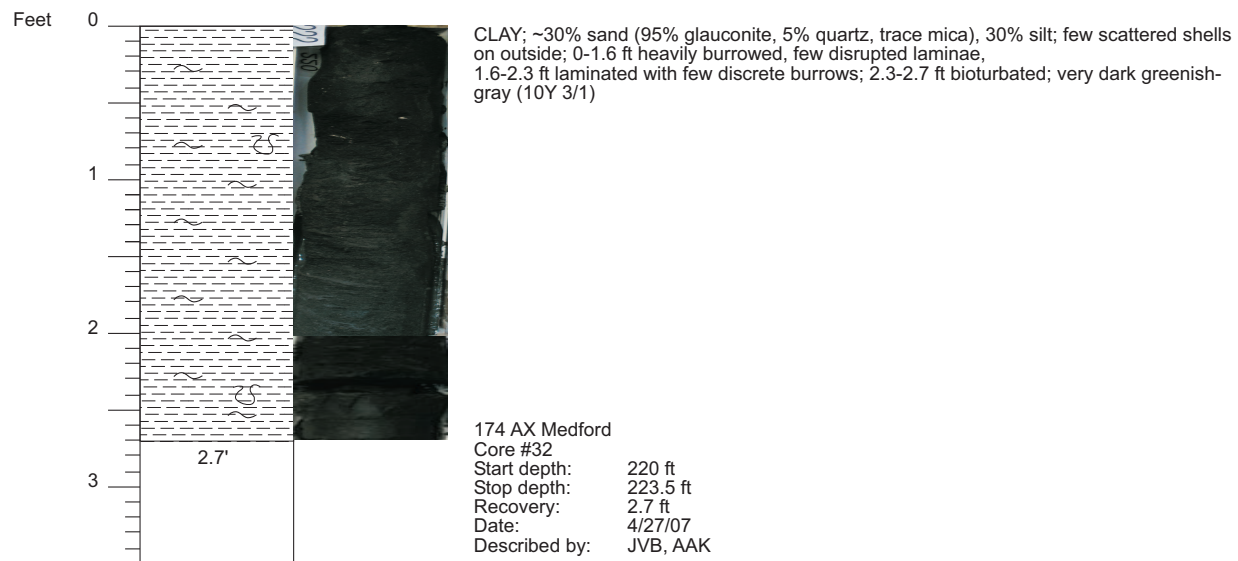 Feet
0
CLAY; ~30% sand (95% glauconite, 5% quartz, trace mica), 30% silt; few scattered shells
on outside; 0-1.6 ft heavily burrowed, few disrupted laminae,
1.6-2.3 ft laminated with few discrete burrows; 2.3-2.7 ft bioturbated; very dark greenish-
gray (10Y 3/1)
220
1
2
174 AX Medford
Core #32
2.7'
Start depth: 220 ft
3
Stop depth: 223.5 ft
Recovery: 2.7 ft
Date: 4/27/07
Described by: JVB, AAK